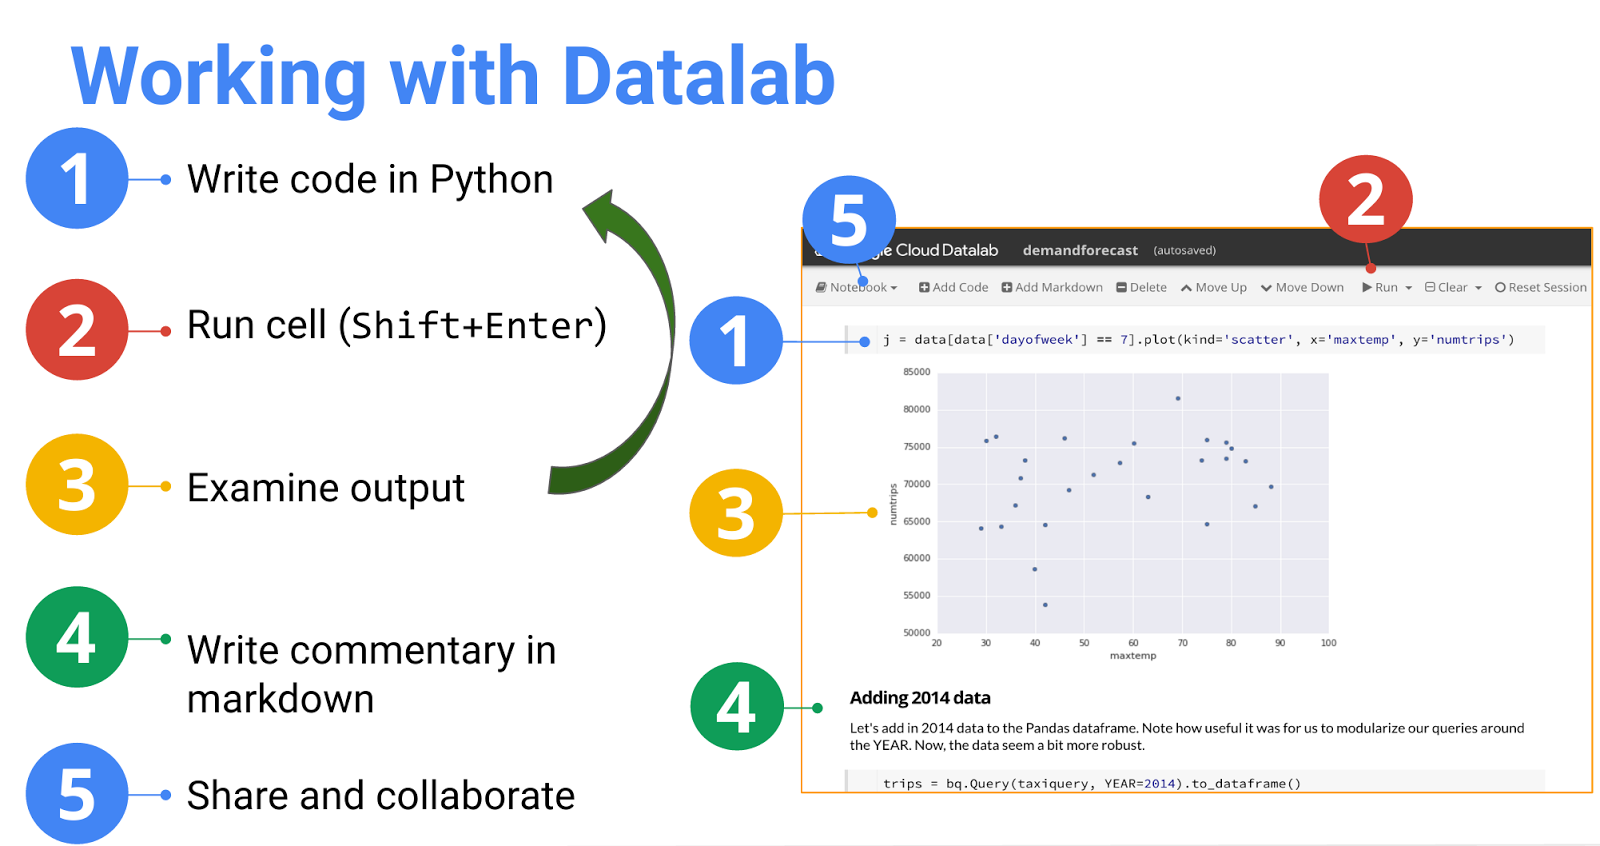 Working with Datalab
1
Write code in Python
2
Run cell (Shift+Enter)
3
Examine output
4
Write commentary in
markdown
5
Share and collaborate
5
2
gle Cloud Datalab demandforecast (autosaved)
Notebook Add Code Add Markdown Delete Move Up Move Down Run Clear Reset Session
1
j = data[data['dayofweek'] == 7].plot(kind='scatter', x='maxtemp', y='numtrips')
85000
80000
75000
70000
65000
60000
55000
50000
numtrips
20 30 40 50 60 70 80 90 100
maxtemp
3
4
Adding 2014 data
Let's add in 2014 data to the Pandas dataframe. Note how useful it was for us to modularize our queries around
the YEAR. Now, the data seem a bit more robust.
trips = bq.Query(taxiquery, YEAR=2014).to_dataframe()